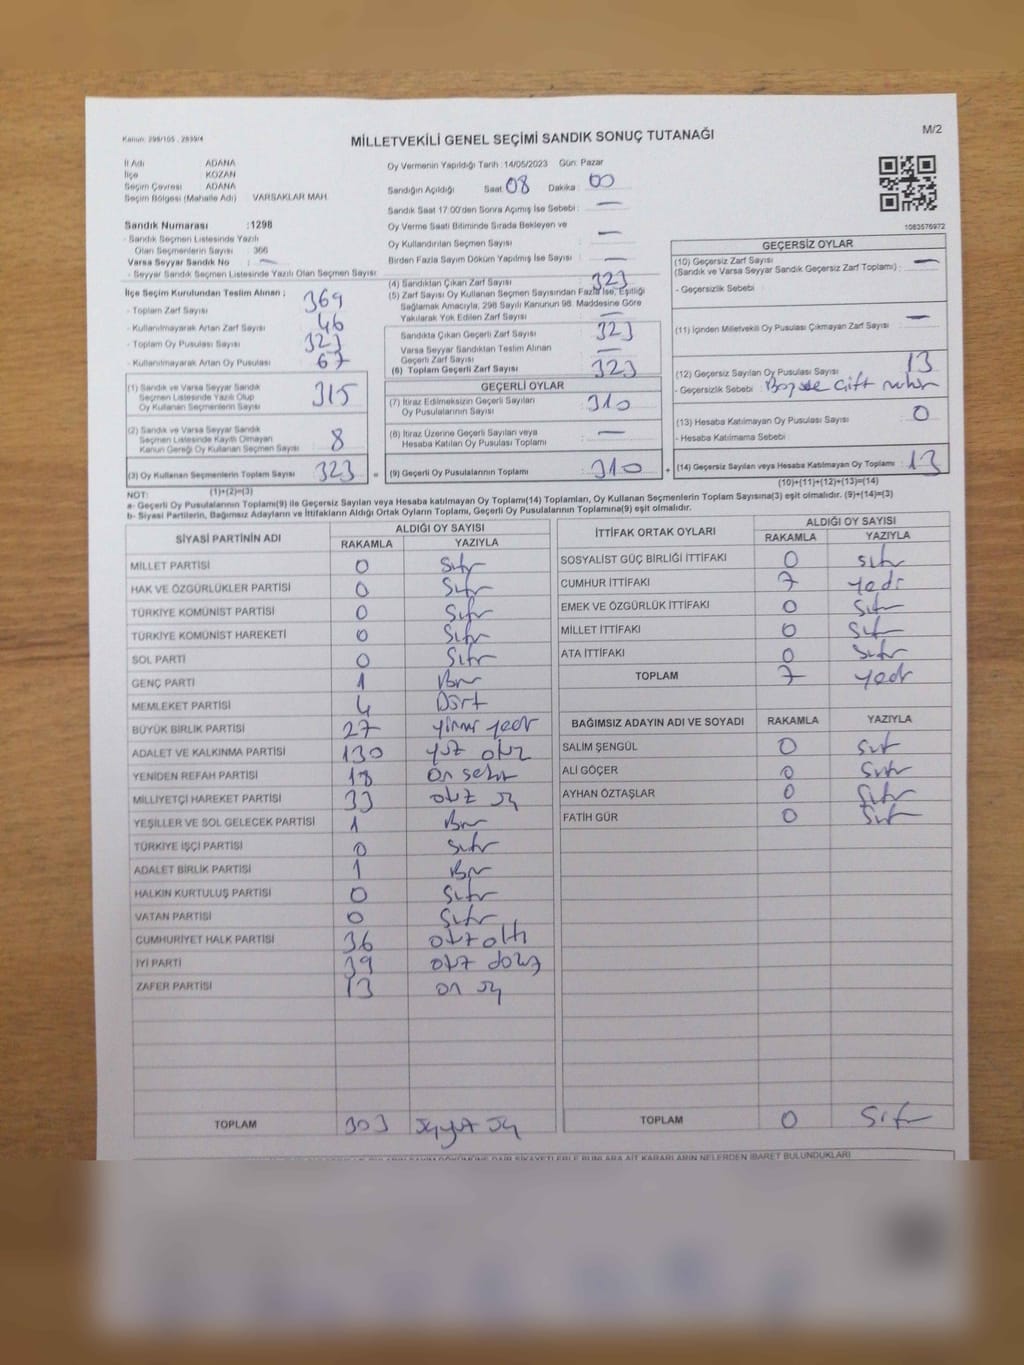 Kanun: 298/105 , 2839/4
MİLLETVEKİLİ GENEL SEÇİMİ SANDIK SONUÇ TUTANAĞI
M/2
İl Adı ADANA
İlçe KOZAN
Seçim Çevresi ADANA
Seçim Bölgesi (Mahalle Adı) VARSAKLAR MAH.
Oy Vermenin Yapıldığı Tarih : 14/05/2023 Gün: Pazar
Sandığın Açıldığı Saat 08 Dakika : 00
Sandık Saat 17:00'den Sonra Açımış İse Sebebi : —
Oy Verme Saati Bitiminde Sırada Bekleyen ve
Oy Kullandırılan Seçmen Sayısı : —
Birden Fazla Sayım Döküm Yapılmış İse Sayısı : —
1083576972
Sandık Numarası : 1298
- Sandık Seçmen Listesinde Yazılı
Olan Seçmenlerin Sayısı : 366
Varsa Seyyar Sandık No : —
- Seyyar Sandık Seçmen Listesinde Yazılı Olan Seçmen Sayısı:
İlçe Seçim Kurulundan Teslim Alınan ;
- Toplam Zarf Sayısı : 369
- Kullanılmayarak Artan Zarf Sayısı : 46
- Toplam Oy Pusulası Sayısı :
- Kullanılmayarak Artan Oy Pusulası : 67
(1) Sandık ve Varsa Seyyar Sandık
Seçmen Listesinde Yazılı Olup
Oy Kullanan Seçmenlerin Sayısı : 315
(2) Sandık ve Varsa Seyyar Sandık
Seçmen Listesinde Kayıtlı Olmayan
Kanun Gereği Oy Kullanan Seçmen Sayısı : 8
(3) Oy Kullanan Seçmenlerin Toplam Sayısı : 323
(1)+(2)=(3)
(4) Sandıktan Çıkan Zarf Sayısı : 323
(5) Zarf Sayısı Oy Kullanan Seçmen Sayısından Fazla İse, Eşitliği
Sağlamak Amacıyla, 298 Sayılı Kanunun 98. Maddesine Göre
Yakılarak Yok Edilen Zarf Sayısı : —
Sandıkta Çıkan Geçerli Zarf Sayısı : 323
Varsa Seyyar Sandıktan Teslim Alınan
Geçerli Zarf Sayısı : —
(6) Toplam Geçerli Zarf Sayısı : 323
GEÇERLİ OYLAR
(7) İtiraz Edilmeksizin Geçerli Sayılan
Oy Pusulalarının Sayısı : 310
(8) İtiraz Üzerine Geçerli Sayılan veya
Hesaba Katılan Oy Pusulası Toplamı : —
= (9) Geçerli Oy Pusulalarının Toplamı : 310
GEÇERSİZ OYLAR
(10) Geçersiz Zarf Sayısı
(Sandık ve Varsa Seyyar Sandık Geçersiz Zarf Toplamı) : —
- Geçersizlik Sebebi :
(11) İçinden Milletvekili Oy Pusulası Çıkmayan Zarf Sayısı : —
(12) Geçersiz Sayılan Oy Pusulası Sayısı : 13
- Geçersizlik Sebebi : çift
(13) Hesaba Katılmayan Oy Pusulası Sayısı : 0
- Hesaba Katılmama Sebebi :
+ (14) Geçersiz Sayılan veya Hesaba Katılmayan Oy Toplamı : 13
(10)+(11)+(12)+(13)=(14)
NOT:
a- Geçerli Oy Pusulalarının Toplamı(9) ile Geçersiz Sayılan veya Hesaba katılmayan Oy Toplamı(14) Toplamları, Oy Kullanan Seçmenlerin Toplam Sayısına(3) eşit olmalıdır. (9)+(14)=(3)
b- Siyasi Partilerin, Bağımsız Adayların ve İttifakların Aldığı Ortak Oyların Toplamı, Geçerli Oy Pusulalarının Toplamına(9) eşit olmalıdır.
SİYASİ PARTİNİN ADI ALDIĞI OY SAYISI
RAKAMLA YAZIYLA
MİLLET PARTİSİ 0 Sıfır
HAK VE ÖZGÜRLÜKLER PARTİSİ 0 Sıfır
TÜRKİYE KOMÜNİST PARTİSİ 0 Sıfır
TÜRKİYE KOMÜNİST HAREKETİ 0 Sıfır
SOL PARTİ 0 Sıfır
GENÇ PARTİ 1 Bir
MEMLEKET PARTİSİ 4 Dört
BÜYÜK BİRLİK PARTİSİ 27 yirmi yedi
ADALET VE KALKINMA PARTİSİ 130 yüz otuz
YENİDEN REFAH PARTİSİ 18 On sekiz
MİLLİYETÇİ HAREKET PARTİSİ 33 otuz üç
YEŞİLLER VE SOL GELECEK PARTİSİ 1 Bir
TÜRKİYE İŞÇİ PARTİSİ 0 Sıfır
ADALET BİRLİK PARTİSİ 1 Bir
HALKIN KURTULUŞ PARTİSİ 0 Sıfır
VATAN PARTİSİ 0 Sıfır
CUMHURİYET HALK PARTİSİ 36 otuz altı
İYİ PARTİ 39 otuz dokuz
ZAFER PARTİSİ 13 on üç
TOPLAM 303 üçyüz üç
İTTİFAK ORTAK OYLARI ALDIĞI OY SAYISI
RAKAMLA YAZIYLA
SOSYALİST GÜÇ BİRLİĞİ İTTİFAKI 0 Sıfır
CUMHUR İTTİFAKI 7 yedi
EMEK VE ÖZGÜRLÜK İTTİFAKI 0 Sıfır
MİLLET İTTİFAKI 0 Sıfır
ATA İTTİFAKI 0 Sıfır
TOPLAM 7 yedi
BAĞIMSIZ ADAYIN ADI VE SOYADI RAKAMLA YAZIYLA
SALİM ŞENGÜL 0 Sıfır
ALİ GÖÇER 0 Sıfır
AYHAN ÖZTAŞLAR 0 Sıfır
FATİH GÜR 0 Sıfır
TOPLAM 0 Sıfır